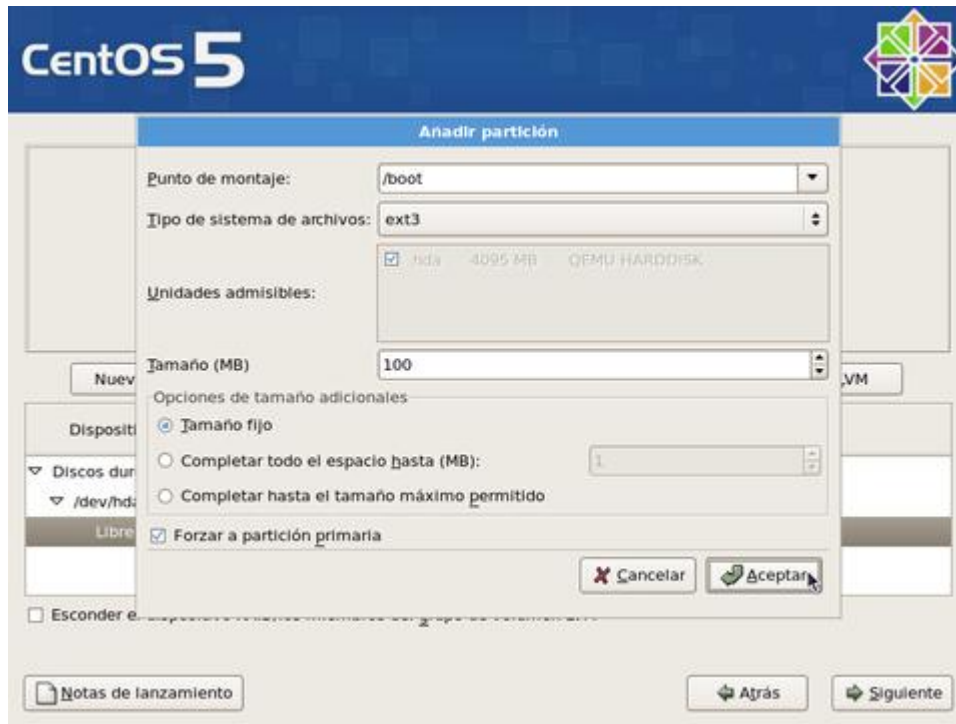 CentOS 5
Añadir partición
Punto de montaje: /boot
Tipo de sistema de archivos: ext3
hda 4095 MB QEMU HARDDISK
Unidades admisibles:
Tamaño (MB) 100
Nuev LVM
Opciones de tamaño adicionales
Dispositi
Tamaño fijo
Completar todo el espacio hasta (MB): 1
Discos dur
Completar hasta el tamaño máximo permitido
/dev/hda
Libre
Forzar a partición primaria
Cancelar Aceptar
Esconder e
Notas de lanzamiento Atrás Siguiente